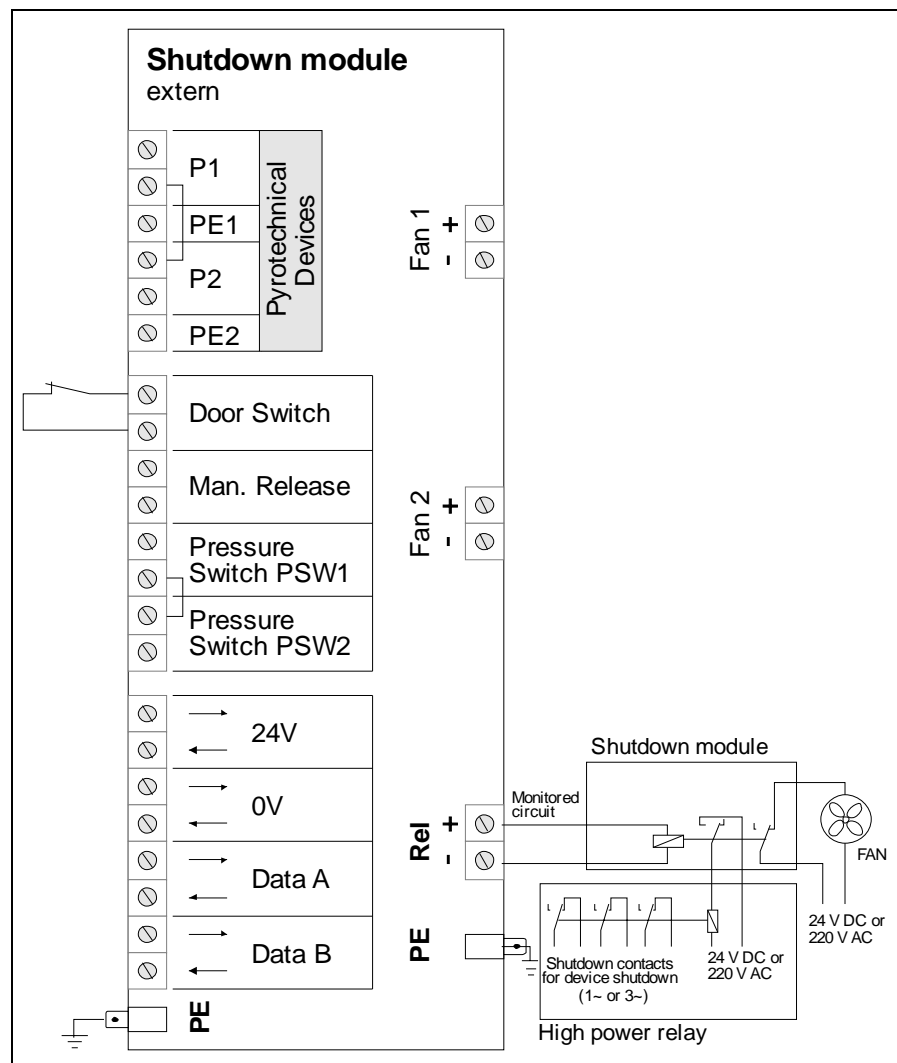 Shutdown module
extern
P1
PE1
P2
PE2
Pyrotechnical
Devices
Fan 1
+
-
Door Switch
Man. Release
Pressure
Switch PSW1
Pressure
Switch PSW2
Fan 2
+
-
24V
0V
Data A
Data B
Rel
+
-
PE
PE
Shutdown module
Monitored
circuit
FAN
24 V DC or
220 V AC
Shutdown contacts
for device shutdown
(1~ or 3~)
24 V DC or
220 V AC
High power relay